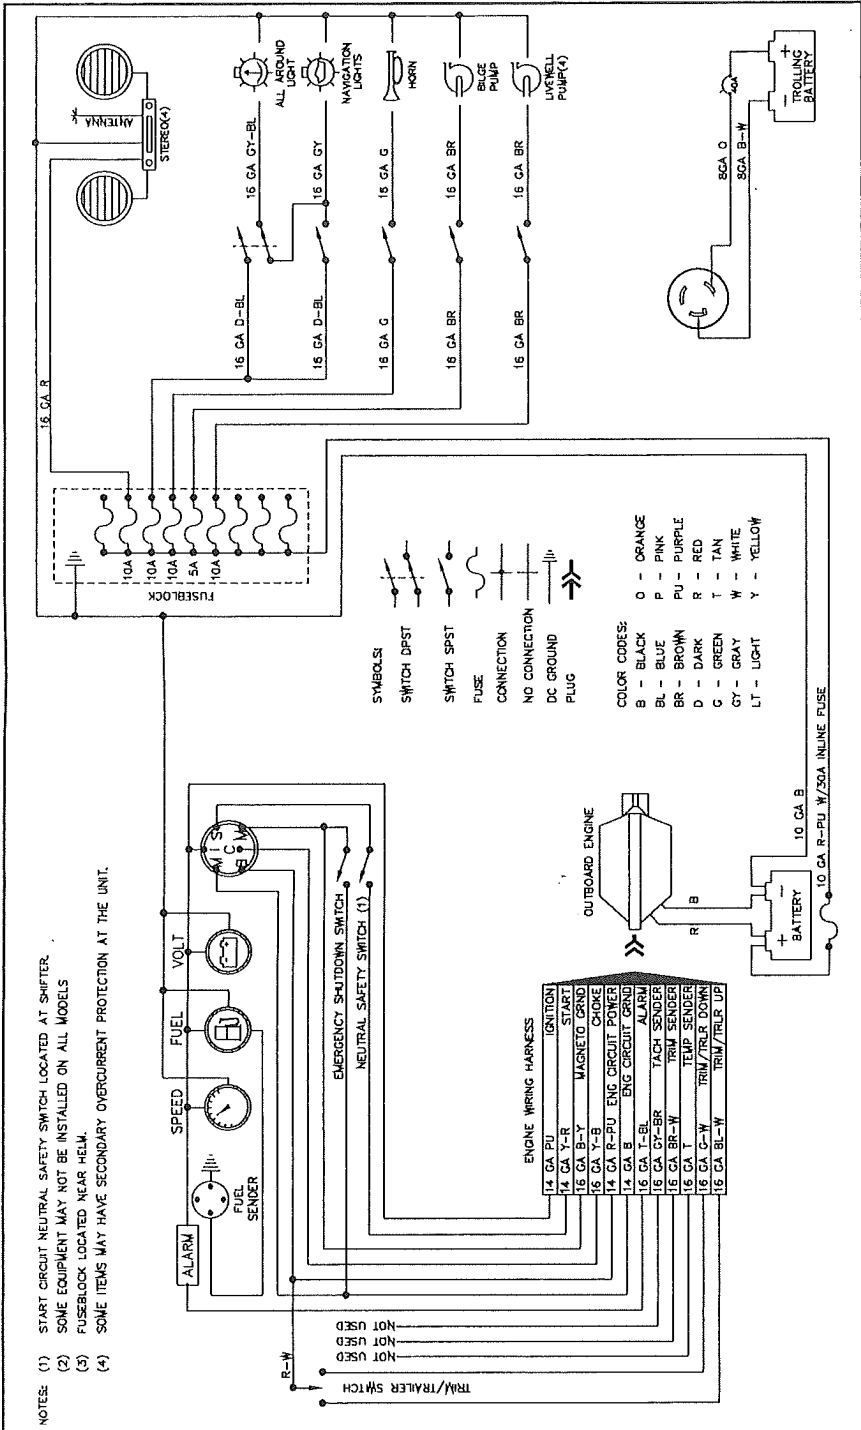 NOTES: (1) START CIRCUIT NEUTRAL SAFETY SWITCH LOCATED AT SHIFTER.
(2) SOME EQUIPMENT MAY NOT BE INSTALLED ON ALL MODELS
(3) FUSEBLOCK LOCATED NEAR HELM.
(4) SOME ITEMS MAY HAVE SECONDARY OVERCURRENT PROTECTION AT THE UNIT.
ALARM
SPEED
FUEL
VOLT
FUEL
SENDER
M
I
S
C
B
M
EMERGENCY SHUTDOWN SWITCH
NEUTRAL SAFETY SWITCH (1)
R-W
TRIM/TRAILER SWITCH
NOT USED
NOT USED
NOT USED
ENGINE WIRING HARNESS
14 GA PU IGNITION
14 GA Y-R START
16 GA B-Y MAGNETO GRND
16 GA Y-B CHOKE
14 GA R-PU ENG CIRCUIT POWER
14 GA B ENG CIRCUIT GRND
16 GA T-BL ALARM
16 GA GY-BR TACH SENDER
16 GA BR-W TRIM SENDER
16 GA T TEMP SENDER
16 GA G-W TRIM/TRLR DOWN
16 GA BL-W TRIM/TRLR UP
OUTBOARD ENGINE
R
B
+
-
BATTERY
10 GA B
10 GA R-PU W/30A INLINE FUSE
SYMBOLS:
SWITCH DPST
SWITCH SPST
FUSE
CONNECTION
NO CONNECTION
DC GROUND
PLUG
COLOR CODES:
B - BLACK O - ORANGE
BL - BLUE P - PINK
BR - BROWN PU - PURPLE
D - DARK R - RED
G - GREEN T - TAN
GY - GRAY W - WHITE
LT - LIGHT Y - YELLOW
FUSEBLOCK
10A
10A
10A
5A
10A
16 GA R
ANTENNA
STEREO(4)
16 GA D-BL
16 GA GY-BL
ALL AROUND
LIGHT
16 GA D-BL
16 GA GY
NAVIGATION
LIGHTS
16 GA G
16 GA G
HORN
16 GA BR
16 GA BR
BILGE
PUMP
16 GA BR
16 GA BR
LIVEWELL
PUMP(4)
8GA O
40A
8GA B-W
+
-
TROLLING
BATTERY